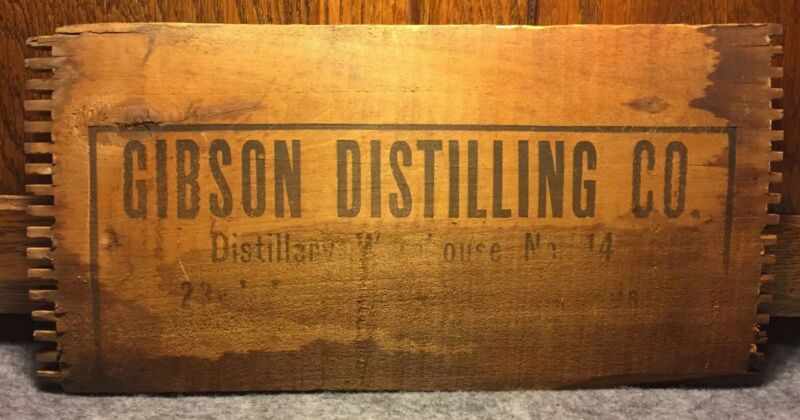 GIBSON DISTILLING CO.
Distillery Warehouse No. 14